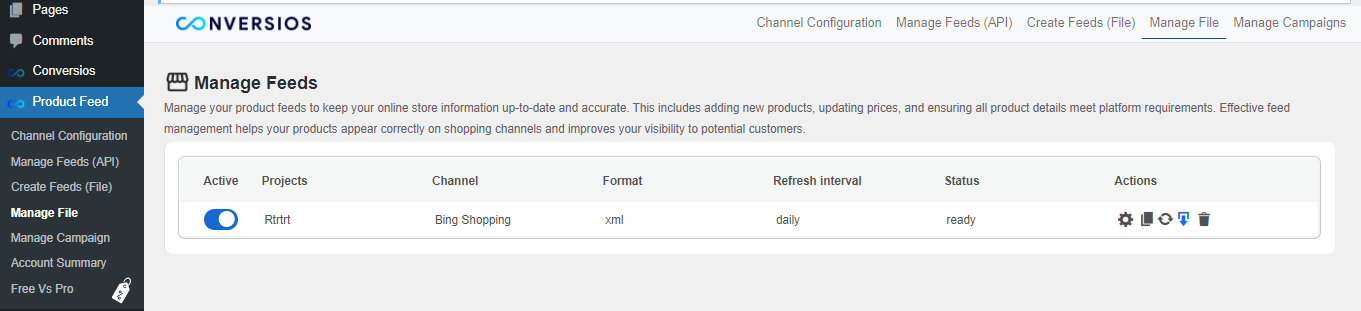 Pages
Comments
Conversios
Product Feed
Channel Configuration
Manage Feeds (API)
Create Feeds (File)
Manage File
Manage Campaign
Account Summary
Free Vs Pro
CONVERSIOS
Channel Configuration Manage Feeds (API) Create Feeds (File) Manage File Manage Campaigns
Manage Feeds
Manage your product feeds to keep your online store information up-to-date and accurate. This includes adding new products, updating prices, and ensuring all product details meet platform requirements. Effective feed
management helps your products appear correctly on shopping channels and improves your visibility to potential customers.
Active Projects Channel Format Refresh interval Status Actions
Rtrtrt Bing Shopping xml daily ready